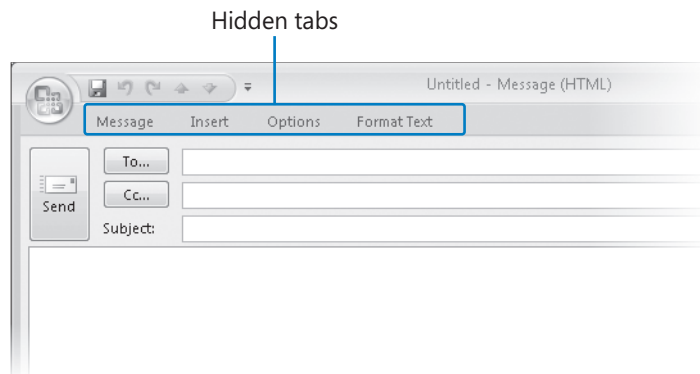 Hidden tabs
Untitled - Message (HTML)
Message Insert Options Format Text
To...
Send
Cc...
Subject: